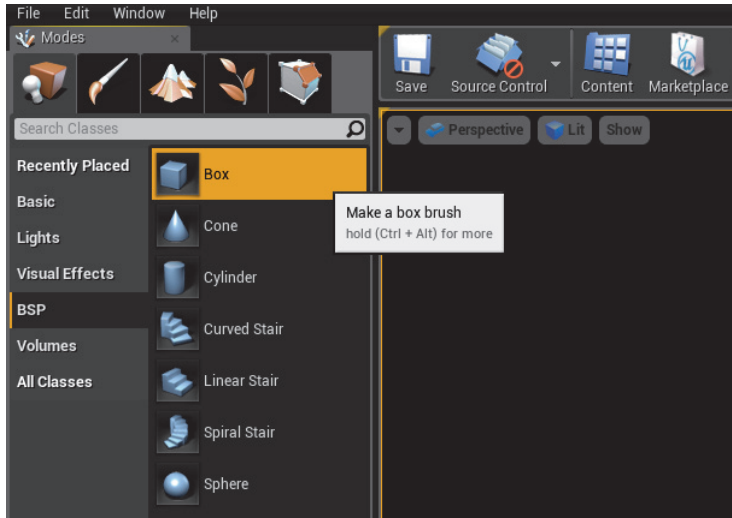 File Edit Window Help
Modes
Save Source Control Content Marketplace
Search Classes
Perspective Lit Show
Recently Placed
Basic
Lights
Visual Effects
BSP
Volumes
All Classes
Box
Cone
Cylinder
Curved Stair
Linear Stair
Spiral Stair
Sphere
Make a box brush
hold (Ctrl + Alt) for more